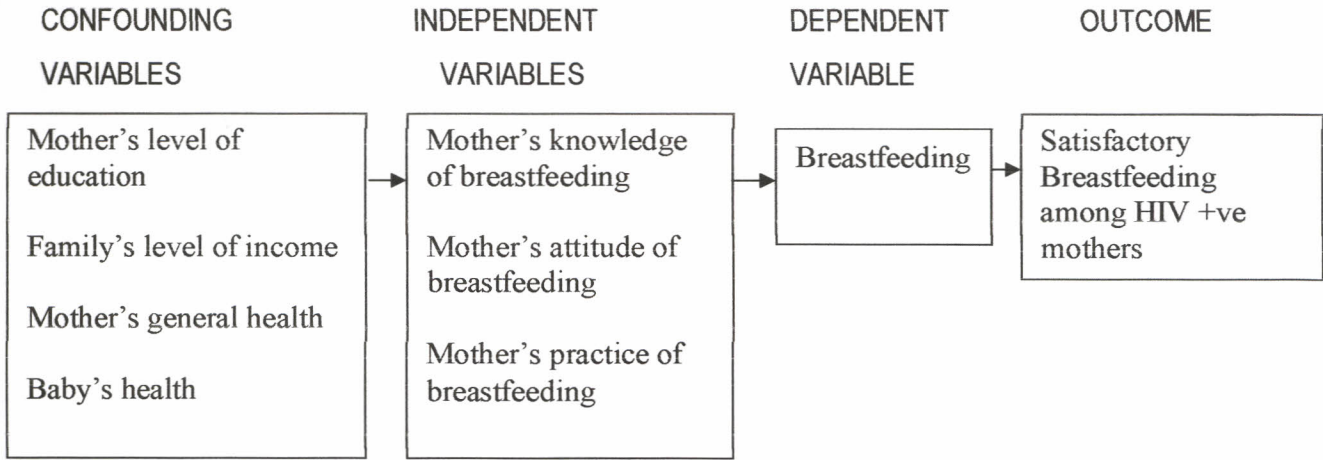 CONFOUNDING
VARIABLES
INDEPENDENT
VARIABLES
DEPENDENT
VARIABLE
OUTCOME
Mother's level of
education
Family's level of income
Mother's general health
Baby's health
Mother's knowledge
of breastfeeding
Mother's attitude of
breastfeeding
Mother's practice of
breastfeeding
Breastfeeding
Satisfactory
Breastfeeding
among HIV +ve
mothers